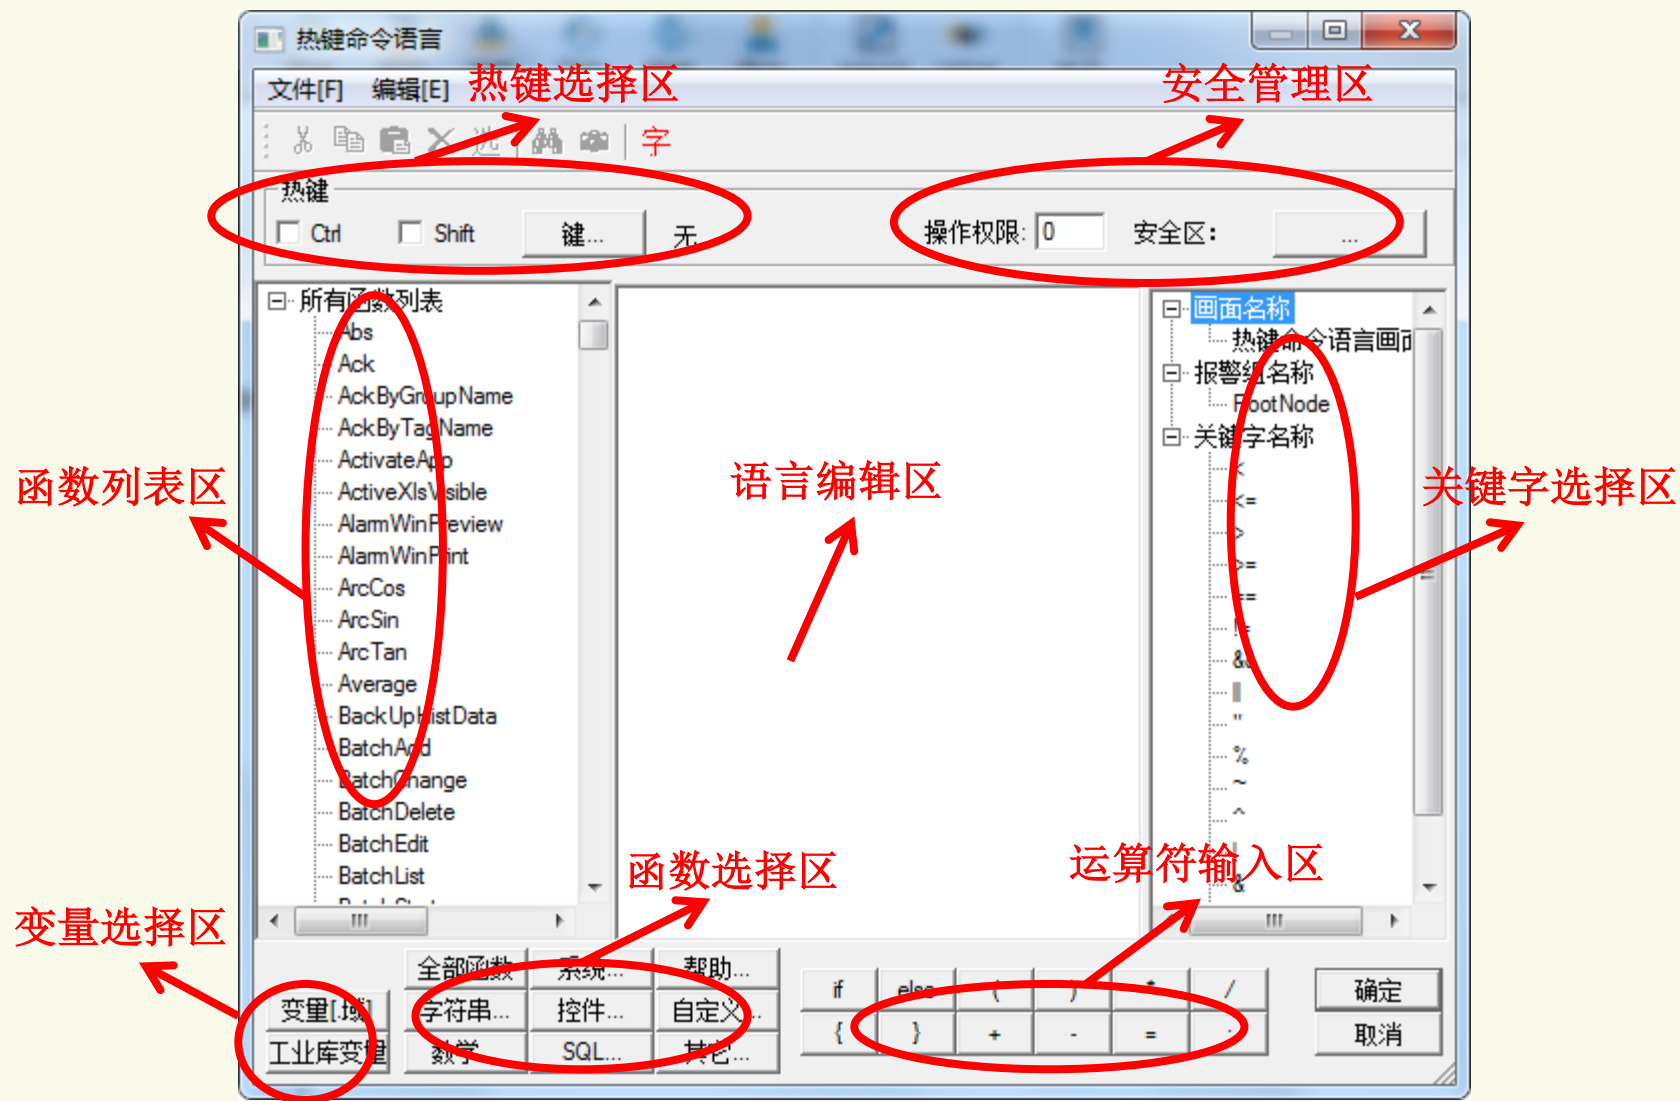 热键命令语言
文件[F] 编辑[E]
热键选择区
安全管理区
字
热键
Ctrl Shift 键... 无
操作权限: 0 安全区： ...
所有函数列表
Abs
Ack
AckByGroupName
AckByTagName
ActivateApp
ActiveXlsVisible
AlarmWinPreview
AlarmWinPrint
ArcCos
ArcSin
ArcTan
Average
BackUpHistData
BatchAdd
BatchChange
BatchDelete
BatchEdit
BatchList
函数列表区
语言编辑区
画面名称
热键命令语言画
报警组名称
RootNode
关键字名称
<
<=
>
>=
==
!=
&&
||
"
%
~
^
|
&
关键字选择区
变量选择区
函数选择区
运算符输入区
变量[.域]
工业库变量
全部函数 系统... 帮助...
字符串... 控件... 自定义...
数学... SQL... 其它...
if else ( ) * /
{ } + - =
确定
取消